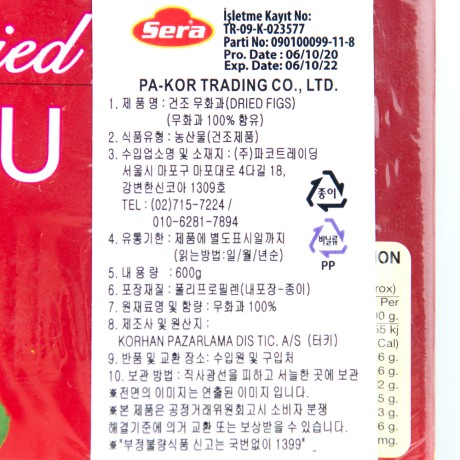 ied
U
Sera
İşletme Kayıt No:
TR-09-K-023577
Parti No: 090100099-11-8
Pro. Date: 06/10/20
Exp. Date: 06/10/22
PA-KOR TRADING CO., LTD.
1. 제 품 명 : 건조 무화과(DRIED FIGS)
(무화과 100% 함유)
2. 식품유형 : 농산물(건조제품)
3. 수입업소명 및 소재지 : (주)파코트레이딩
서울시 마포구 마포대로 4다길 18,
강변한신코아 1309호
TEL : (02)715-7224 /
010-6281-7894
4. 유통기한 : 제품에 별도표시일까지
(읽는방법:일/월/년순)
5. 내 용 량 : 600g
6. 포장재질 : 폴리프로필렌(내포장-종이)
7. 원재료명 및 함량 : 무화과 100%
8. 제조사 및 원산지 :
KORHAN PAZARLAMA DIS TIC. A/S (터키)
9. 반품 및 교환 장소: 수입원 및 구입처
10. 보관 방법 : 직사광선을 피하고 서늘한 곳에 보관
※전면의 이미지는 연출된 이미지 입니다.
※본 제품은 공정거래위원회고시 소비자 분쟁
해결기준에 의거 교환 또는 보상받을 수 있습니다.
※"부정불량식품 신고는 국번없이 1399"
종이
비닐류
PP
ION
rox)
Per
00 g.
55 kj
Cal)
6 g.
6 g.
2 g.
5 g.
3 g.
6 g.
mg.